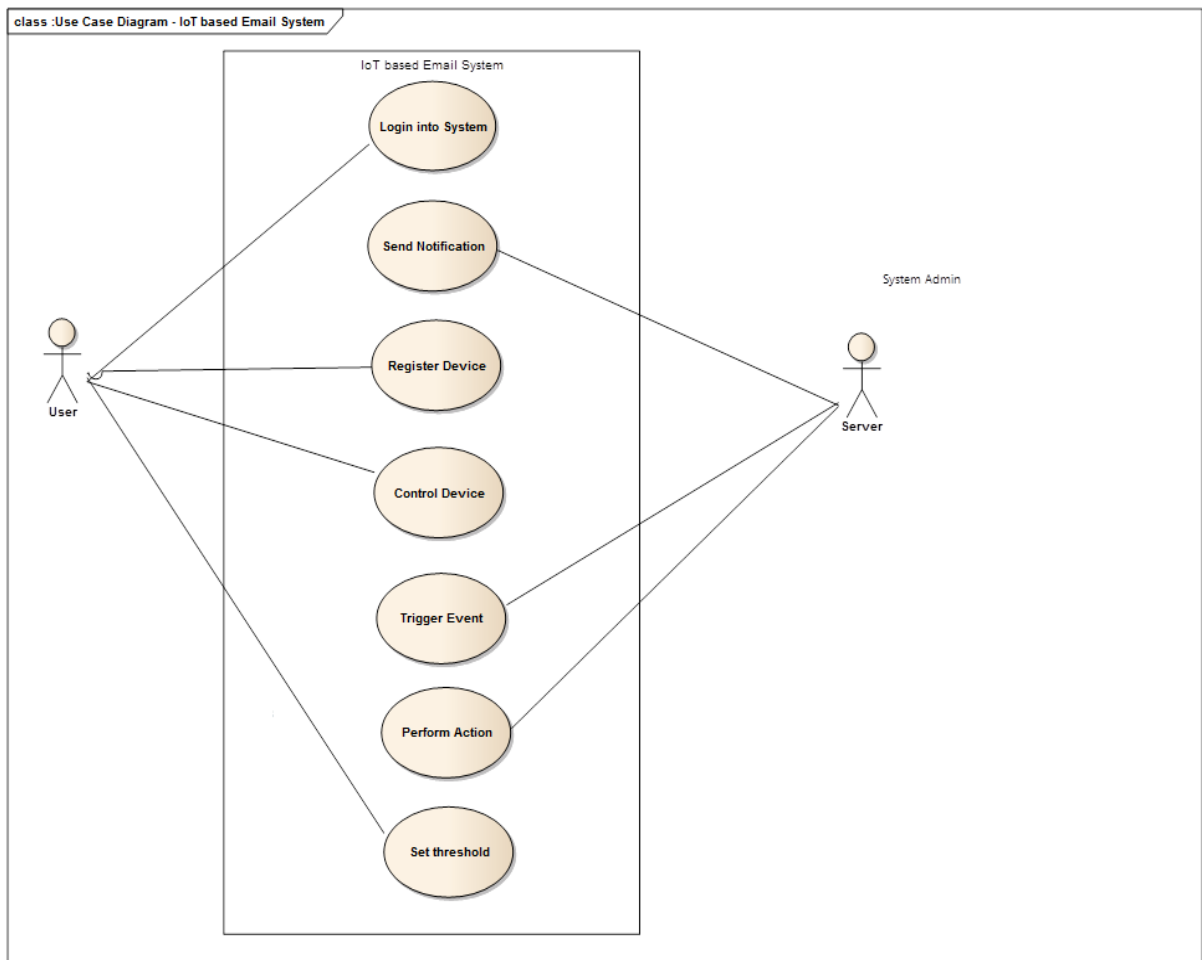 class :Use Case Diagram - IoT based Email System
IoT based Email System
Login into System
Send Notification
System Admin
Register Device
User
Server
Control Device
Trigger Event
Perform Action
Set threshold